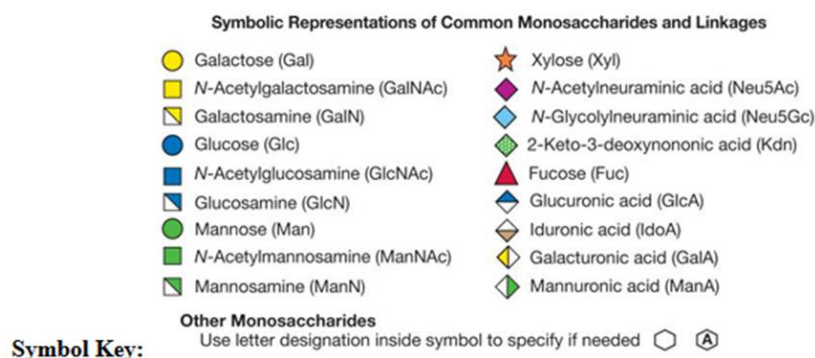 Symbolic Representations of Common Monosaccharides and Linkages
Galactose (Gal)
N-Acetylgalactosamine (GalNAc)
Galactosamine (GalN)
Glucose (Glc)
N-Acetylglucosamine (GlcNAc)
Glucosamine (GlcN)
Mannose (Man)
N-Acetylmannosamine (ManNAc)
Mannosamine (ManN)
Xylose (Xyl)
N-Acetylneuraminic acid (Neu5Ac)
N-Glycolylneuraminic acid (Neu5Gc)
2-Keto-3-deoxynononic acid (Kdn)
Fucose (Fuc)
Glucuronic acid (GlcA)
Iduronic acid (IdoA)
Galacturonic acid (GalA)
Mannuronic acid (ManA)
Other Monosaccharides
Use letter designation inside symbol to specify if needed A
Symbol Key: